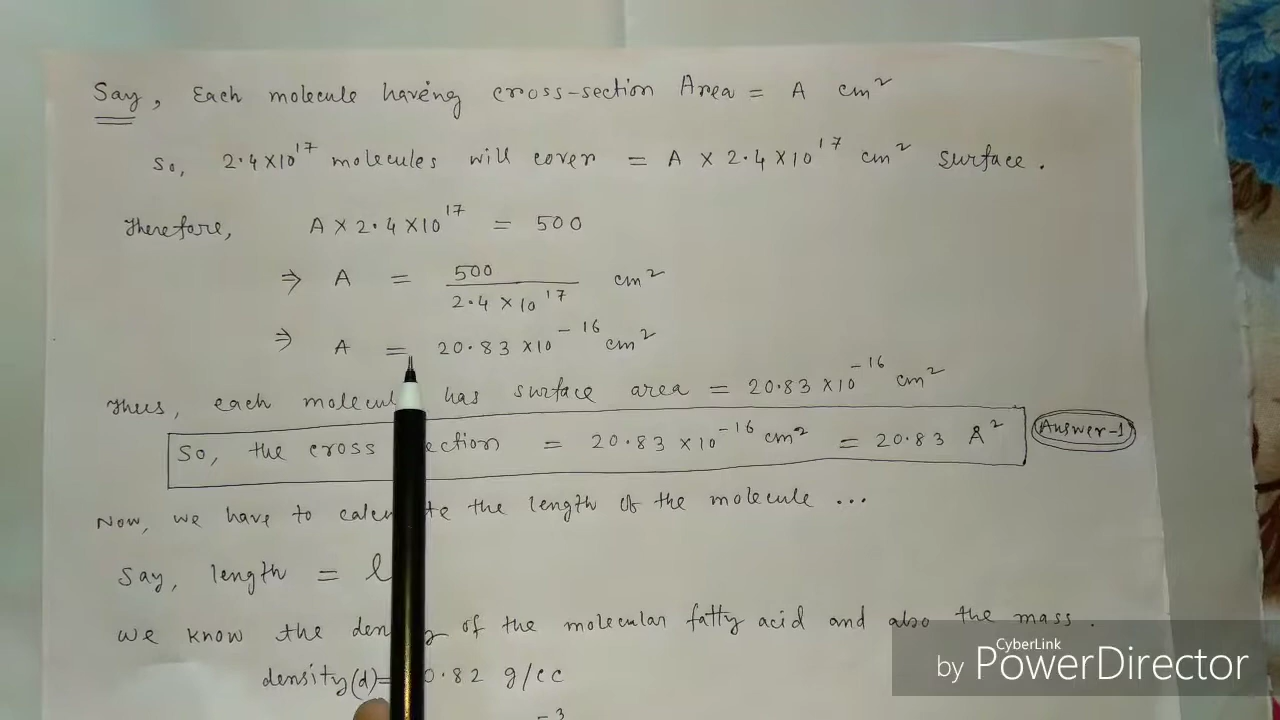 Say, Each molecule having cross-section Area = A cm²
So, 2.4 × 10¹⁷ molecules will cover = A × 2.4 × 10¹⁷ cm² surface.
Therefore, A × 2.4 × 10¹⁷ = 500
⇒ A = 500 / 2.4 × 10¹⁷ cm²
⇒ A = 20.83 × 10⁻¹⁶ cm²
Thus, each molecul has surface area = 20.83 × 10⁻¹⁶ cm²
So, the cross ection = 20.83 × 10⁻¹⁶ cm² = 20.83 Å² Answer-1
Now, we have to calc te the length of the molecule ...
Say, length = l
We know the den y of the molecular fatty acid and also the mass.
density(d)= 0.82 g/cc
-3
CyberLink
by PowerDirector